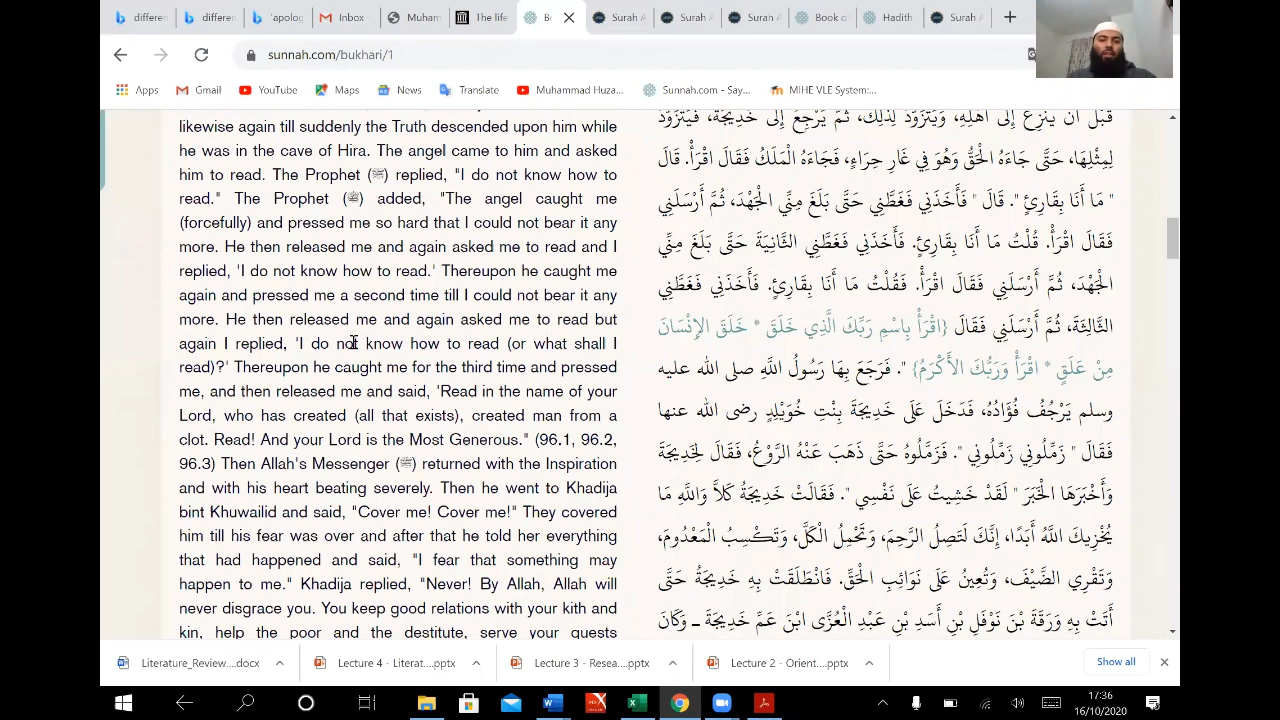 differen
differen
'apolog
Inbox
Muham
The life
Bo
Surah A
Surah A
Surah A
Book of
Hadith
Surah A
sunnah.com/bukhari/1
Apps
Gmail
YouTube
Maps
News
Translate
Muhammad Huza...
Sunnah.com - Say...
MIHE VLE System:...
likewise again till suddenly the Truth descended upon him while
he was in the cave of Hira. The angel came to him and asked
him to read. The Prophet (ﷺ) replied, "I do not know how to
read." The Prophet (ﷺ) added, "The angel caught me
(forcefully) and pressed me so hard that I could not bear it any
more. He then released me and again asked me to read and I
replied, 'I do not know how to read.' Thereupon he caught me
again and pressed me a second time till I could not bear it any
more. He then released me and again asked me to read but
again I replied, 'I do not know how to read (or what shall I
read)?' Thereupon he caught me for the third time and pressed
me, and then released me and said, 'Read in the name of your
Lord, who has created (all that exists), created man from a
clot. Read! And your Lord is the Most Generous." (96.1, 96.2,
96.3) Then Allah's Messenger (ﷺ) returned with the Inspiration
and with his heart beating severely. Then he went to Khadija
bint Khuwailid and said, "Cover me! Cover me!" They covered
him till his fear was over and after that he told her everything
that had happened and said, "I fear that something may
happen to me." Khadija replied, "Never! By Allah, Allah will
never disgrace you. You keep good relations with your kith and
kin, help the poor and the destitute, serve your guests
قَبْلَ أَنْ يَنْزِعَ إِلَى أَهْلِهِ، وَيَتَزَوَّدُ لِذَلِكَ، ثُمَّ يَرْجِعُ إِلَى خَدِيجَةَ، فَيَتَزَوَّدُ
لِمِثْلِهَا، حَتَّى جَاءَهُ الْحَقُّ وَهُوَ فِي غَارِ حِرَاءٍ، فَجَاءَهُ الْمَلَكُ فَقَالَ اقْرَأْ. قَالَ
" مَا أَنَا بِقَارِئٍ ". قَالَ " فَأَخَذَنِي فَغَطَّنِي حَتَّى بَلَغَ مِنِّي الْجَهْدَ، ثُمَّ أَرْسَلَنِي
فَقَالَ اقْرَأْ. قُلْتُ مَا أَنَا بِقَارِئٍ. فَأَخَذَنِي فَغَطَّنِي الثَّانِيَةَ حَتَّى بَلَغَ مِنِّي
الْجَهْدَ، ثُمَّ أَرْسَلَنِي فَقَالَ اقْرَأْ. فَقُلْتُ مَا أَنَا بِقَارِئٍ. فَأَخَذَنِي فَغَطَّنِي
الثَّالِثَةَ، ثُمَّ أَرْسَلَنِي فَقَالَ {اقْرَأْ بِاسْمِ رَبِّكَ الَّذِي خَلَقَ * خَلَقَ الإِنْسَانَ
مِنْ عَلَقٍ * اقْرَأْ وَرَبُّكَ الأَكْرَمُ} ". فَرَجَعَ بِهَا رَسُولُ اللَّهِ صلى الله عليه
وسلم يَرْجُفُ فُؤَادُهُ، فَدَخَلَ عَلَى خَدِيجَةَ بِنْتِ خُوَيْلِدٍ رضى الله عنها
فَقَالَ " زَمِّلُونِي زَمِّلُونِي ". فَزَمَّلُوهُ حَتَّى ذَهَبَ عَنْهُ الرَّوْعُ، فَقَالَ لِخَدِيجَةَ
وَأَخْبَرَهَا الْخَبَرَ " لَقَدْ خَشِيتُ عَلَى نَفْسِي ". فَقَالَتْ خَدِيجَةُ كَلاَّ وَاللَّهِ مَا
يُخْزِيكَ اللَّهُ أَبَدًا، إِنَّكَ لَتَصِلُ الرَّحِمَ، وَتَحْمِلُ الْكَلَّ، وَتَكْسِبُ الْمَعْدُومَ،
وَتَقْرِي الضَّيْفَ، وَتُعِينُ عَلَى نَوَائِبِ الْحَقِّ. فَانْطَلَقَتْ بِهِ خَدِيجَةُ حَتَّى
أَتَتْ بِهِ وَرَقَةَ بْنَ نَوْفَلِ بْنِ أَسَدِ بْنِ عَبْدِ الْعُزَّى ابْنَ عَمِّ خَدِيجَةَ ـ وَكَانَ
Literature_Review....docx
Lecture 4 - Literat....pptx
Lecture 3 - Resea....pptx
Lecture 2 - Orient....pptx
Show all
17:36
16/10/2020